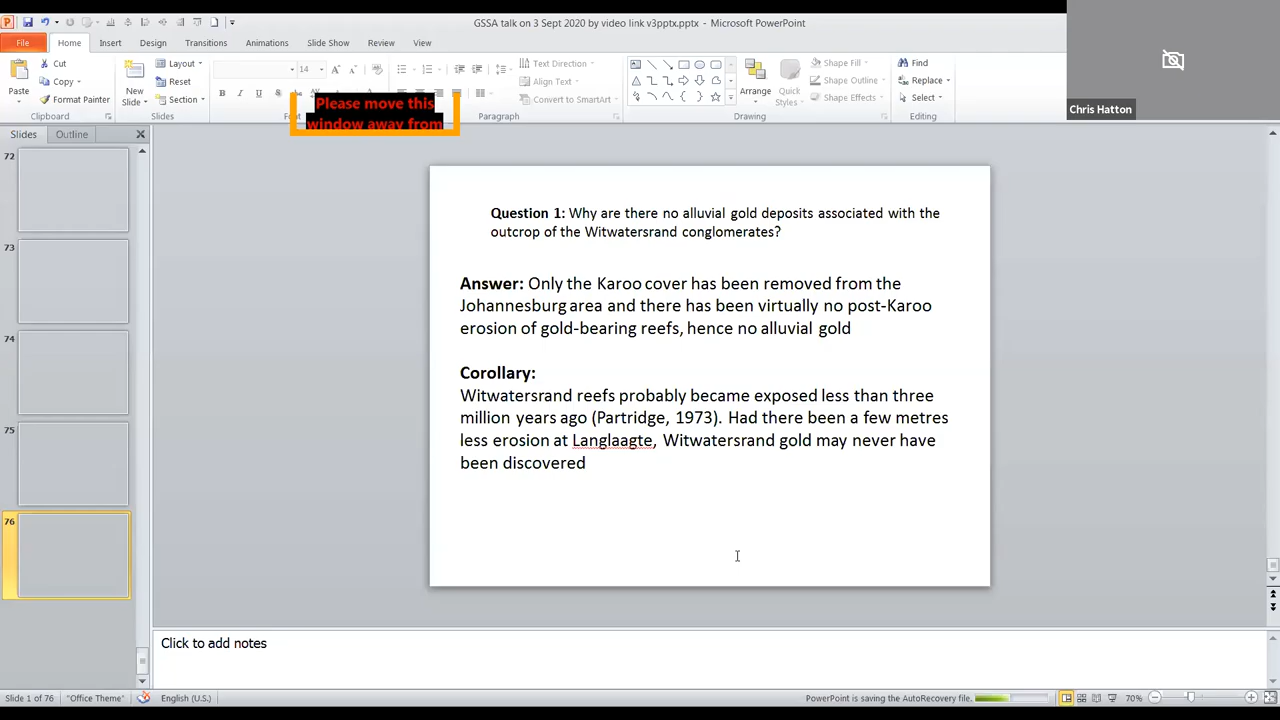 GSSA talk on 3 Sept 2020 by video link v3pptx.pptx - Microsoft PowerPoint
File Home Insert Design Transitions Animations Slide Show Review View
Cut
Copy
Format Painter
Paste
Clipboard
New
Slide
Layout
Reset
Section
Slides
14
Please move this
window away from
Text Direction
Align Text
Convert to SmartArt
Paragraph
Arrange
Quick
Styles
Shape Fill
Shape Outline
Shape Effects
Drawing
Find
Replace
Select
Editing
Chris Hatton
Slides Outline
72
73
74
75
76
Question 1: Why are there no alluvial gold deposits associated with the
outcrop of the Witwatersrand conglomerates?
Answer: Only the Karoo cover has been removed from the
Johannesburg area and there has been virtually no post-Karoo
erosion of gold-bearing reefs, hence no alluvial gold
Corollary:
Witwatersrand reefs probably became exposed less than three
million years ago (Partridge, 1973). Had there been a few metres
less erosion at Langlaagte, Witwatersrand gold may never have
been discovered
Click to add notes
Slide 1 of 76 "Office Theme" English (U.S.) PowerPoint is saving the AutoRecovery file. 70%